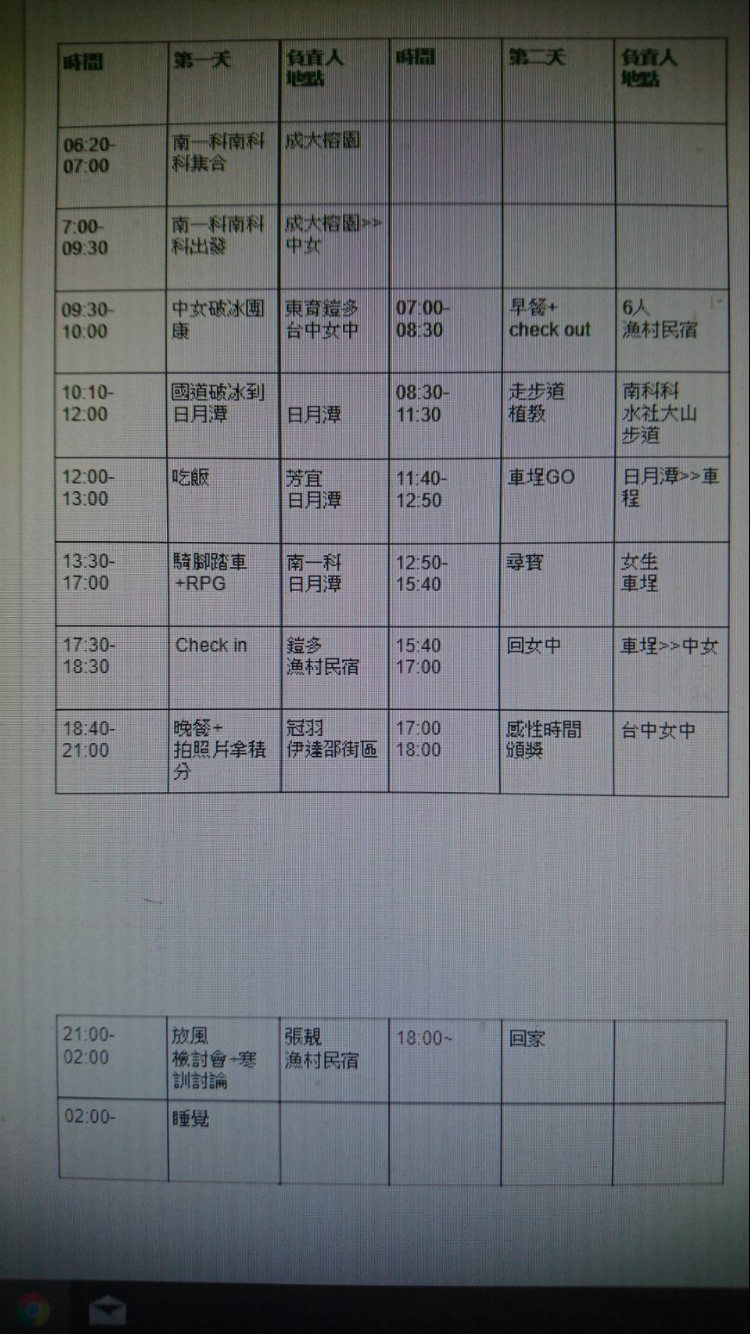 時間 第一天 負責人 時間 第二天 負責人
地點 地點
06:20- 南一科南科 成大榕園
07:00 科集合
7:00- 南一科南科 成大榕園>>
09:30 科出發 中女
09:30- 中女破冰團 東育鎧多 07:00- 早餐+ 6人
10:00 康 台中女中 08:30 check out 漁村民宿
10:10- 國道破冰到 08:30- 走步道 南科科
12:00 日月潭 日月潭 11:30 植教 水社大山
步道
12:00- 吃飯 芳宜 11:40- 車埕GO 日月潭>>車
13:00 日月潭 12:50 程
13:30- 騎腳踏車 南一科 12:50- 尋寶 女生
17:00 +RPG 日月潭 15:40 車埕
17:30- Check in 鎧多 15:40 回女中 車埕>>中女
18:30 漁村民宿 17:00
18:40- 晚餐+ 冠羽 17:00 感性時間 台中女中
21:00 拍照片拿積 伊達邵街區 18:00 頒獎
分
21:00- 放風 張靚 18:00~ 回家
02:00 檢討會+寒 漁村民宿
訓討論
02:00- 睡覺